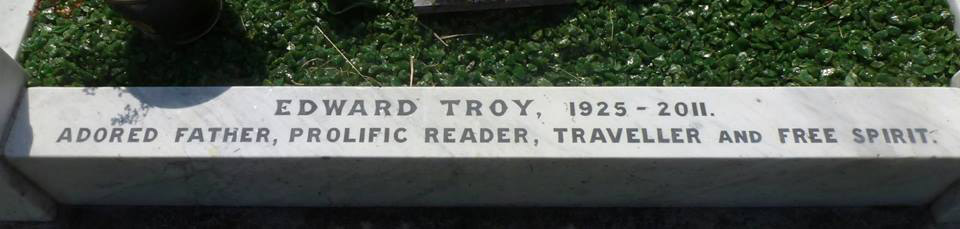 EDWARD TROY, 1925 - 2011.
ADORED FATHER, PROLIFIC READER, TRAVELLER AND FREE SPIRIT.